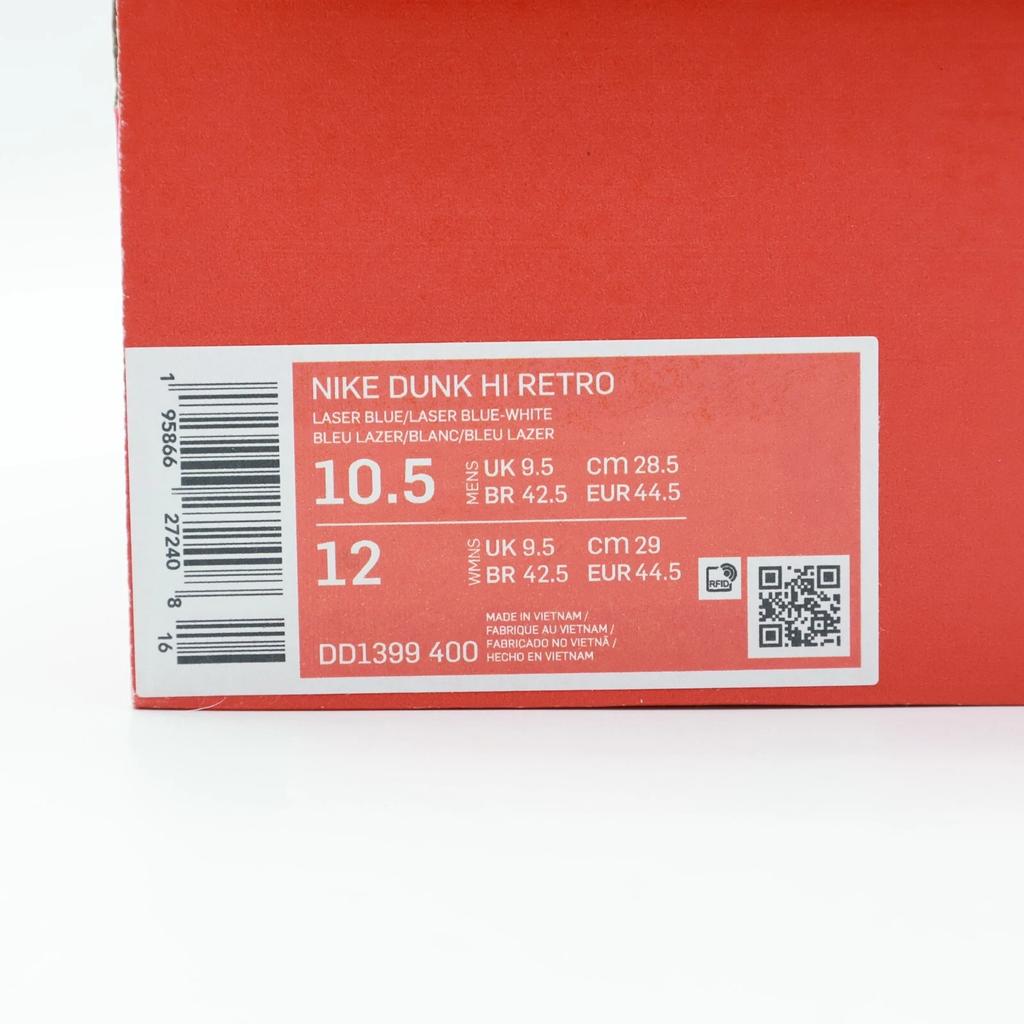 NIKE DUNK HI RETRO
LASER BLUE/LASER BLUE-WHITE
BLEU LAZER/BLANC/BLEU LAZER
10.5 MENS UK 9.5 cm 28.5
BR 42.5 EUR 44.5
12 WMNS UK 9.5 cm 29
BR 42.5 EUR 44.5
DD1399 400
MADE IN VIETNAM /
FABRIQUE AU VIETNAM /
FABRICADO NO VIETNÃ /
HECHO EN VIETNAM
RFID
1 95866 27240 8 16